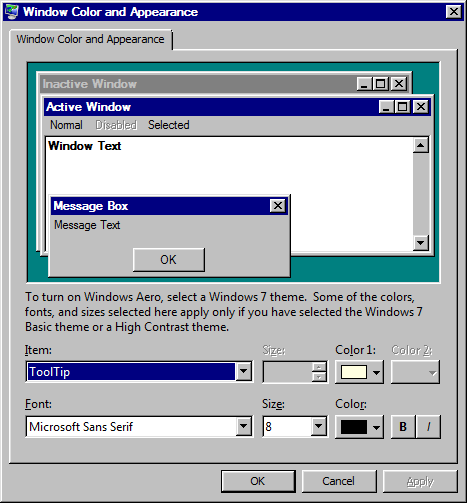 Window Color and Appearance
Window Color and Appearance
Inactive Window
Active Window
Normal Disabled Selected
Window Text
Message Box
Message Text
OK
To turn on Windows Aero, select a Windows 7 theme. Some of the colors,
fonts, and sizes selected here apply only if you have selected the Windows 7
Basic theme or a High Contrast theme.
Item: Size: Color 1: Color 2:
ToolTip
Font: Size: Color:
Microsoft Sans Serif 8 B I
OK Cancel Apply